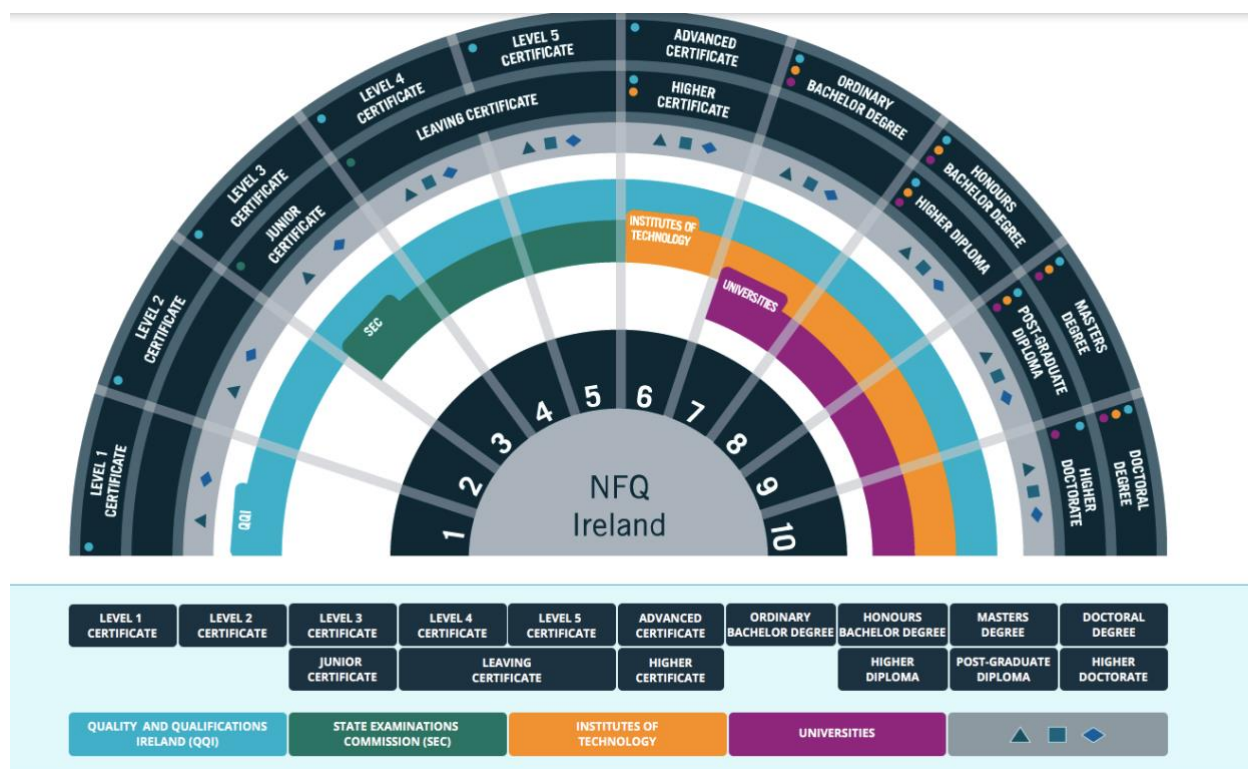 LEVEL 1
CERTIFICATE
LEVEL 2
CERTIFICATE
LEVEL 3
CERTIFICATE
JUNIOR
CERTIFICATE
LEVEL 4
CERTIFICATE
LEAVING CERTIFICATE
LEVEL 5
CERTIFICATE
ADVANCED
CERTIFICATE
HIGHER
CERTIFICATE
ORDINARY
BACHELOR DEGREE
HONOURS
BACHELOR DEGREE
HIGHER DIPLOMA
MASTERS
DEGREE
POST-GRADUATE
DIPLOMA
DOCTORAL
DEGREE
HIGHER
DOCTORATE
QQI
SEC
INSTITUTES OF
TECHNOLOGY
UNIVERSITIES
1
2
3
4
5
6
7
8
9
10
NFQ
Ireland
LEVEL 1
CERTIFICATE
LEVEL 2
CERTIFICATE
LEVEL 3
CERTIFICATE
LEVEL 4
CERTIFICATE
LEVEL 5
CERTIFICATE
ADVANCED
CERTIFICATE
ORDINARY
BACHELOR DEGREE
HONOURS
BACHELOR DEGREE
MASTERS
DEGREE
DOCTORAL
DEGREE
JUNIOR
CERTIFICATE
LEAVING
CERTIFICATE
HIGHER
CERTIFICATE
HIGHER
DIPLOMA
POST-GRADUATE
DIPLOMA
HIGHER
DOCTORATE
QUALITY AND QUALIFICATIONS
IRELAND (QQI)
STATE EXAMINATIONS
COMMISSION (SEC)
INSTITUTES OF
TECHNOLOGY
UNIVERSITIES